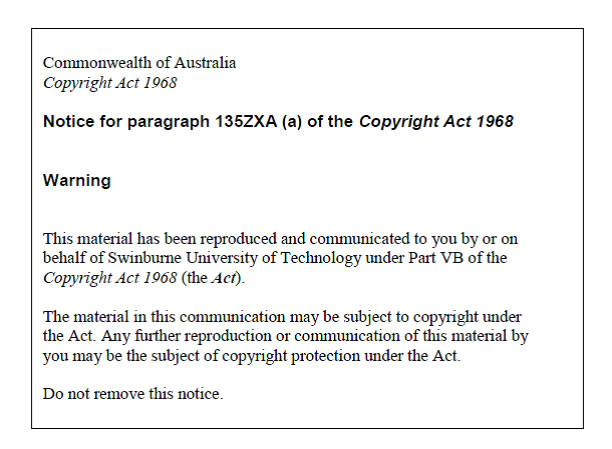 Commonwealth of Australia
Copyright Act 1968
Notice for paragraph 135ZXA (a) of the Copyright Act 1968
Warning
This material has been reproduced and communicated to you by or on
behalf of Swinburne University of Technology under Part VB of the
Copyright Act 1968 (the Act).
The material in this communication may be subject to copyright under
the Act. Any further reproduction or communication of this material by
you may be the subject of copyright protection under the Act.
Do not remove this notice.